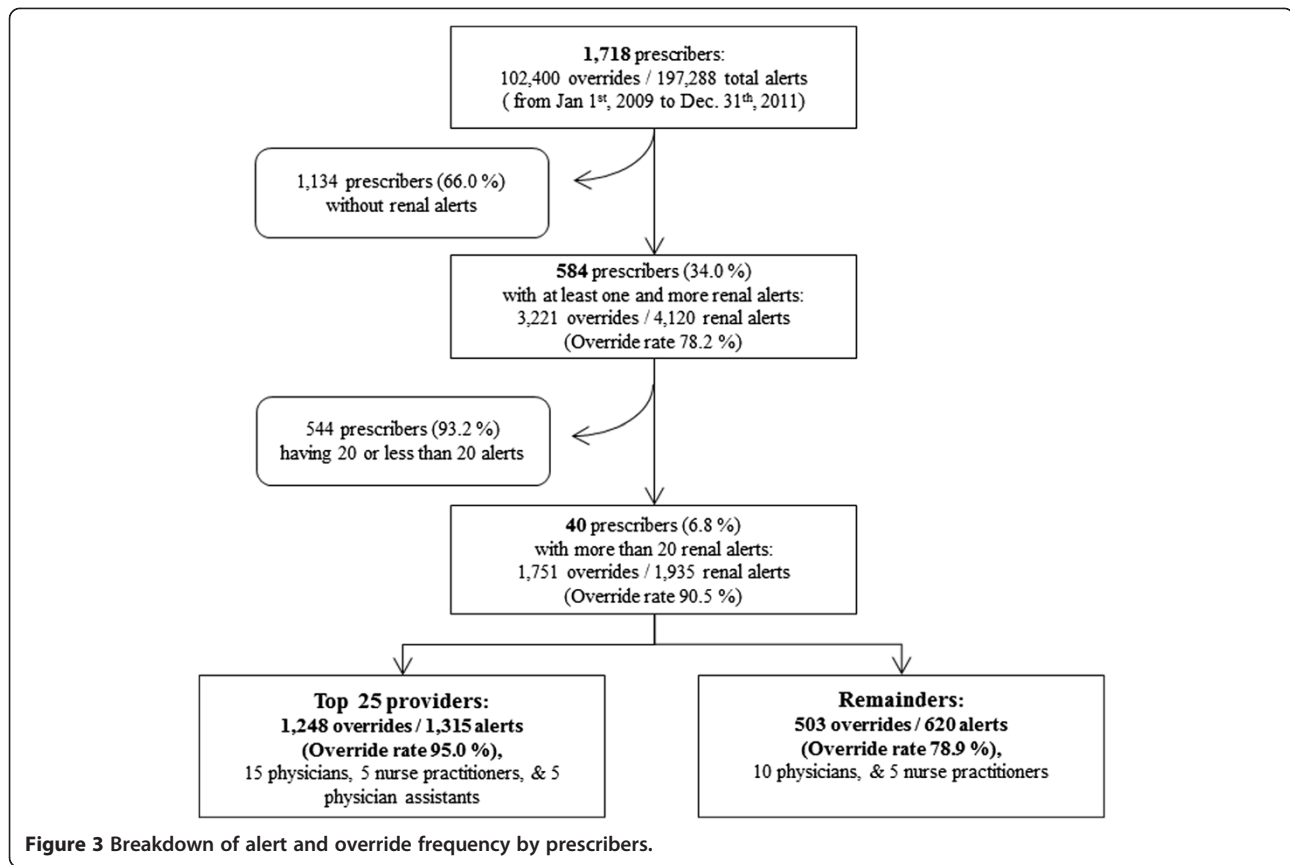 1,718 prescribers:
102,400 overrides / 197,288 total alerts
( from Jan 1st, 2009 to Dec. 31th, 2011)
1,134 prescribers (66.0 %)
without renal alerts
584 prescribers (34.0 %)
with at least one and more renal alerts:
3,221 overrides / 4,120 renal alerts
(Override rate 78.2 %)
544 prescribers (93.2 %)
having 20 or less than 20 alerts
40 prescribers (6.8 %)
with more than 20 renal alerts:
1,751 overrides / 1,935 renal alerts
(Override rate 90.5 %)
Top 25 providers:
1,248 overrides / 1,315 alerts
(Override rate 95.0 %),
15 physicians, 5 nurse practitioners, & 5
physician assistants
Remainders:
503 overrides / 620 alerts
(Override rate 78.9 %),
10 physicians, & 5 nurse practitioners
Figure 3 Breakdown of alert and override frequency by prescribers.